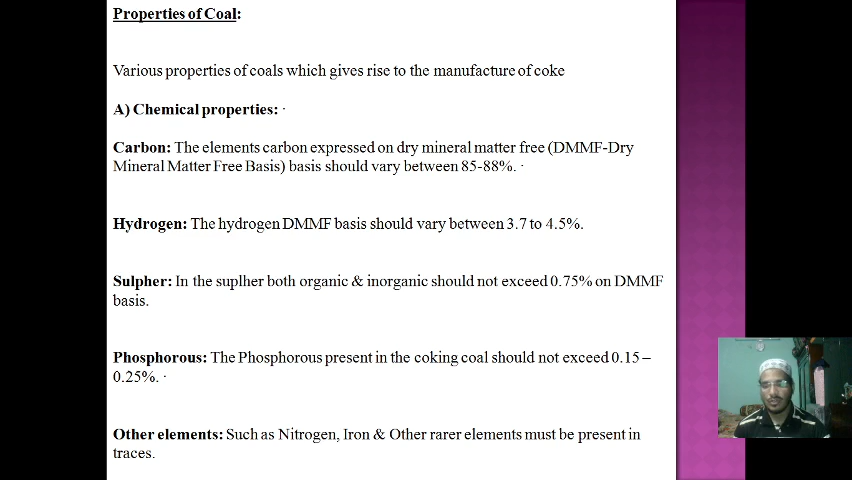 Properties of Coal:
Various properties of coals which gives rise to the manufacture of coke
A) Chemical properties: ·
Carbon: The elements carbon expressed on dry mineral matter free (DMMF-Dry
Mineral Matter Free Basis) basis should vary between 85-88%. ·
Hydrogen: The hydrogen DMMF basis should vary between 3.7 to 4.5%.
Sulpher: In the suplher both organic & inorganic should not exceed 0.75% on DMMF
basis.
Phosphorous: The Phosphorous present in the coking coal should not exceed 0.15 –
0.25%. ·
Other elements: Such as Nitrogen, Iron & Other rarer elements must be present in
traces.